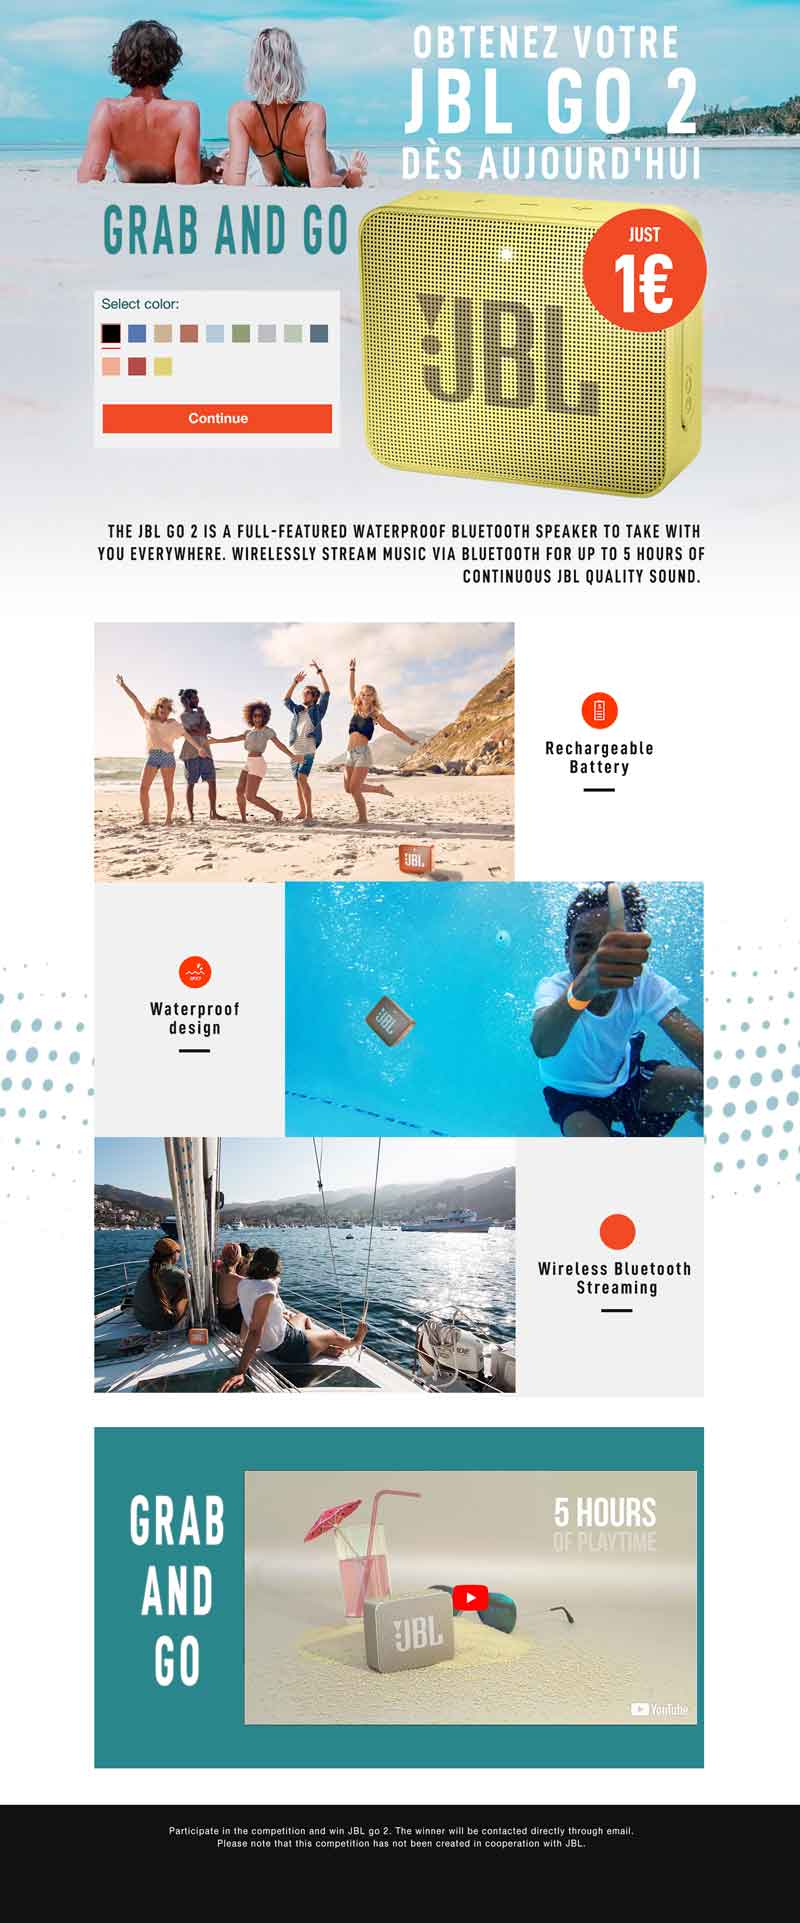 OBTENEZ VOTRE
JBL GO 2
DÈS AUJOURD'HUI
GRAB AND GO
JUST
1€
JBL
Select color:
Continue
THE JBL GO 2 IS A FULL-FEATURED WATERPROOF BLUETOOTH SPEAKER TO TAKE WITH
YOU EVERYWHERE. WIRELESSLY STREAM MUSIC VIA BLUETOOTH FOR UP TO 5 HOURS OF
CONTINUOUS JBL QUALITY SOUND.
JBL
Rechargeable
Battery
JBL
Waterproof
design
Wireless Bluetooth
Streaming
GRAB
AND
GO
5 HOURS
OF PLAYTIME
JBL
YouTube
Participate in the competition and win JBL go 2. The winner will be contacted directly through email.
Please note that this competition has not been created in cooperation with JBL.